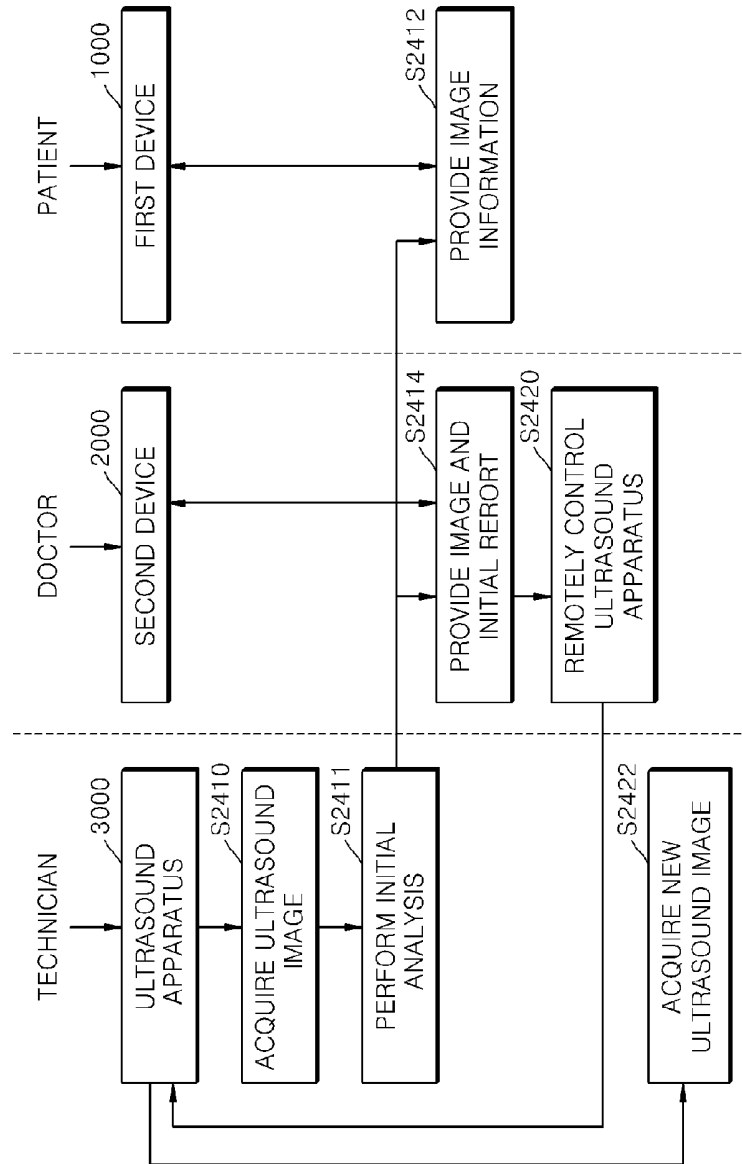 TECHNICIAN
3000
ULTRASOUND
APPARATUS
S2410
ACQUIRE ULTRASOUND
IMAGE
S2411
PERFORM INITIAL
ANALYSIS
S2422
ACQUIRE NEW
ULTRASOUND IMAGE
DOCTOR
2000
SECOND DEVICE
S2414
PROVIDE IMAGE AND
INITIAL RERORT
S2420
REMOTELY CONTROL
ULTRASOUND
APPARATUS
PATIENT
1000
FIRST DEVICE
S2412
PROVIDE IMAGE
INFORMATION